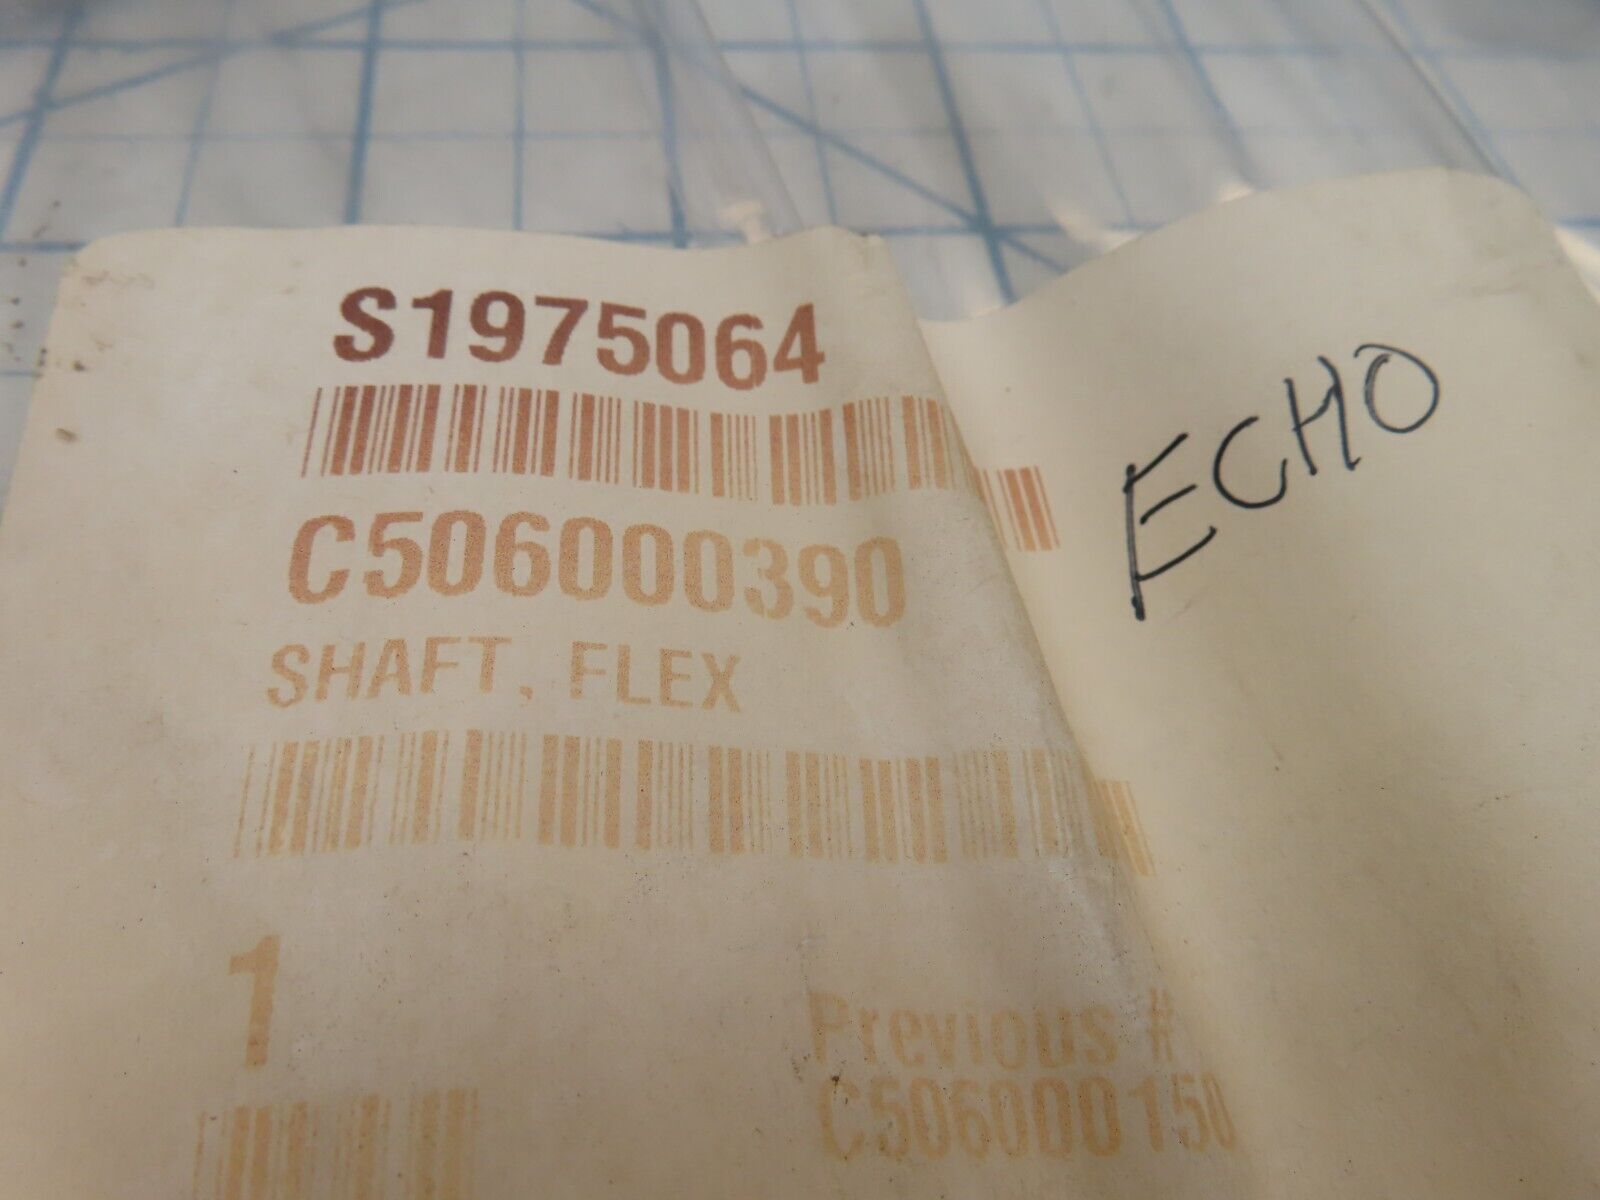 S1975064
ECHO
C506000390
SHAFT, FLEX
1
Previous #
C506000150